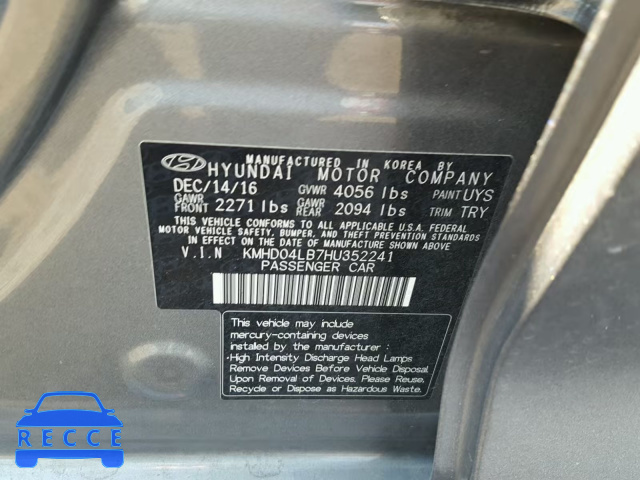 MANUFACTURED IN KOREA BY
HYUNDAI MOTOR COMPANY
DEC/14/16 GVWR 4056 lbs PAINT UYS
GAWR FRONT 2271 lbs GAWR REAR 2094 lbs TRIM TRY
THIS VEHICLE CONFORMS TO ALL APPLICABLE U.S.A. FEDERAL
MOTOR VEHICLE SAFETY, BUMPER, AND THEFT PREVENTION STANDARDS
IN EFFECT ON THE DATE OF MANUFACTURE SHOWN ABOVE.
V.I.N KMHD04LB7HU352241
PASSENGER CAR
This vehicle may include
mercury-containing devices
installed by the manufacturer :
High Intensity Discharge Head Lamps
Remove Devices Before Vehicle Disposal.
Upon Removal of Devices, Please Reuse,
Recycle or Dispose as Hazardous Waste.
RECCE